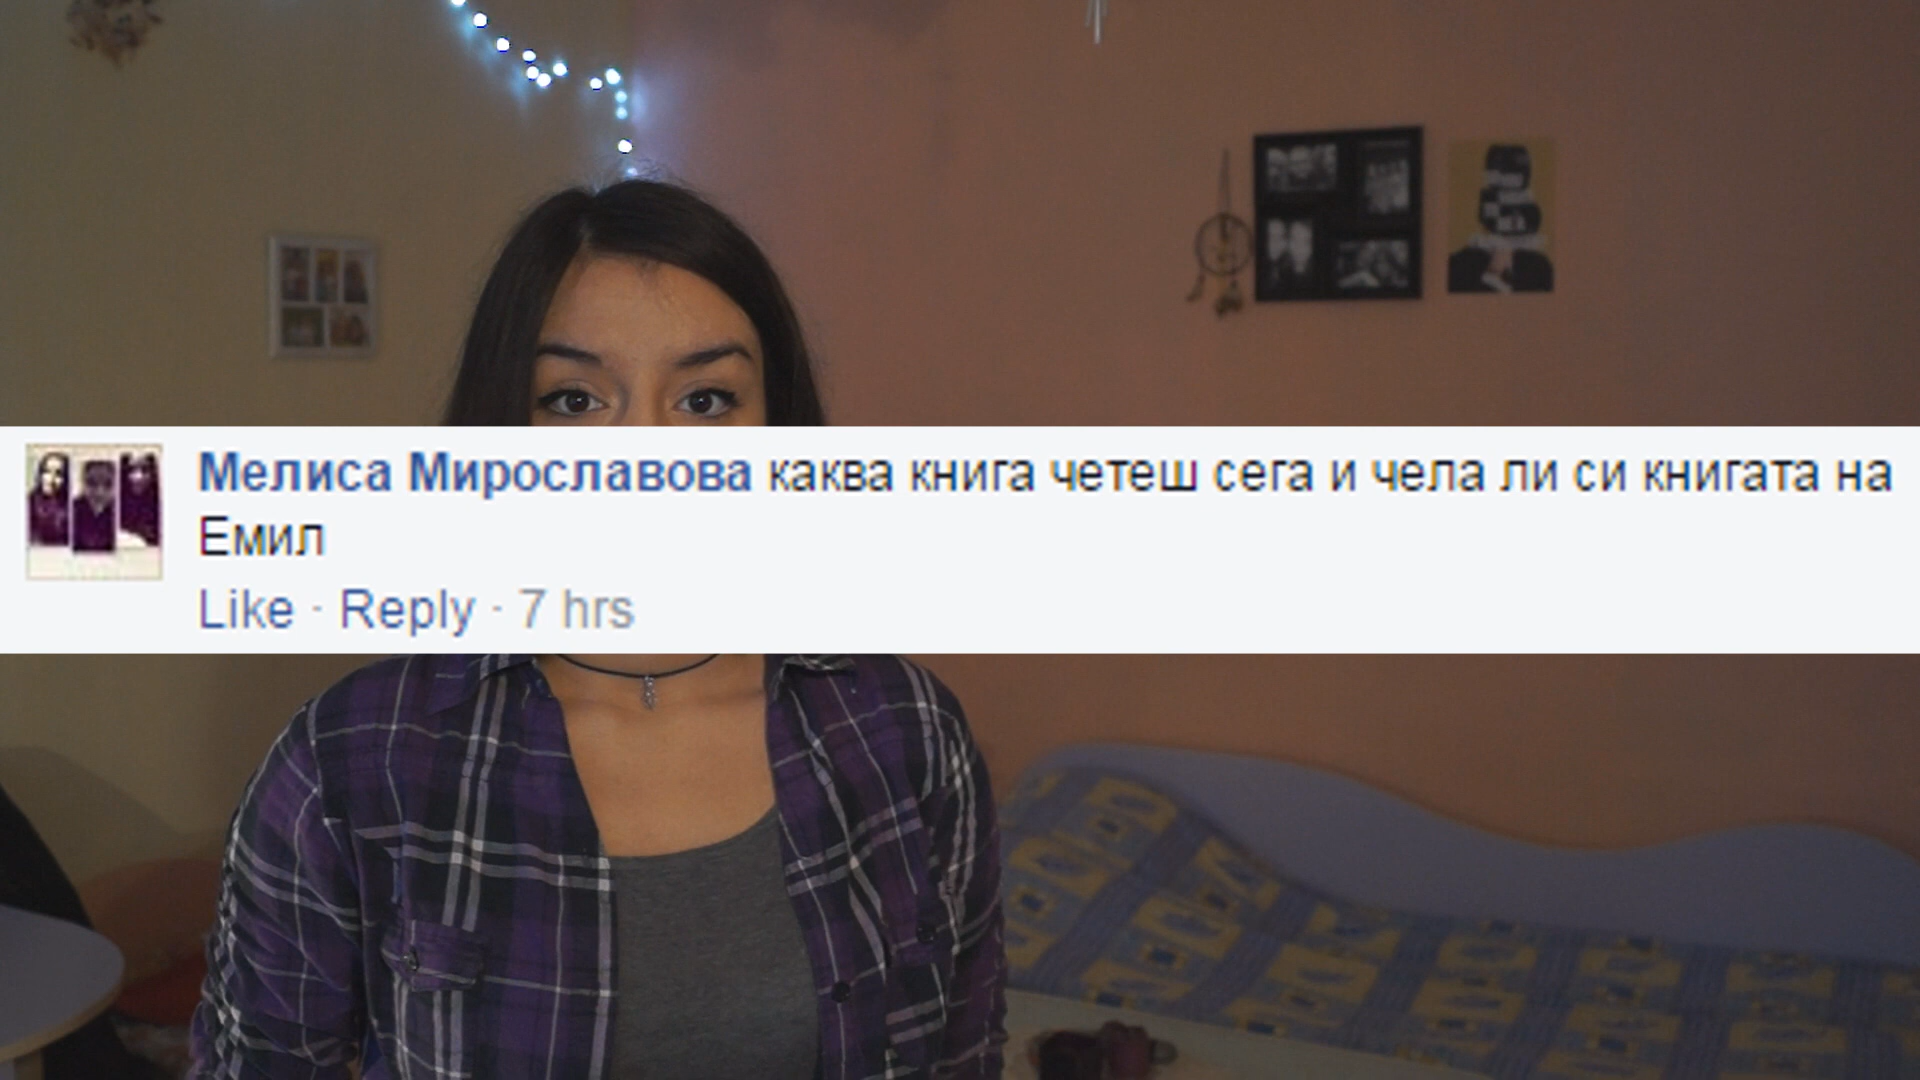 Мелиса Мирославова каква книга четеш сега и чела ли си книгата на
Емил
Like · Reply · 7 hrs